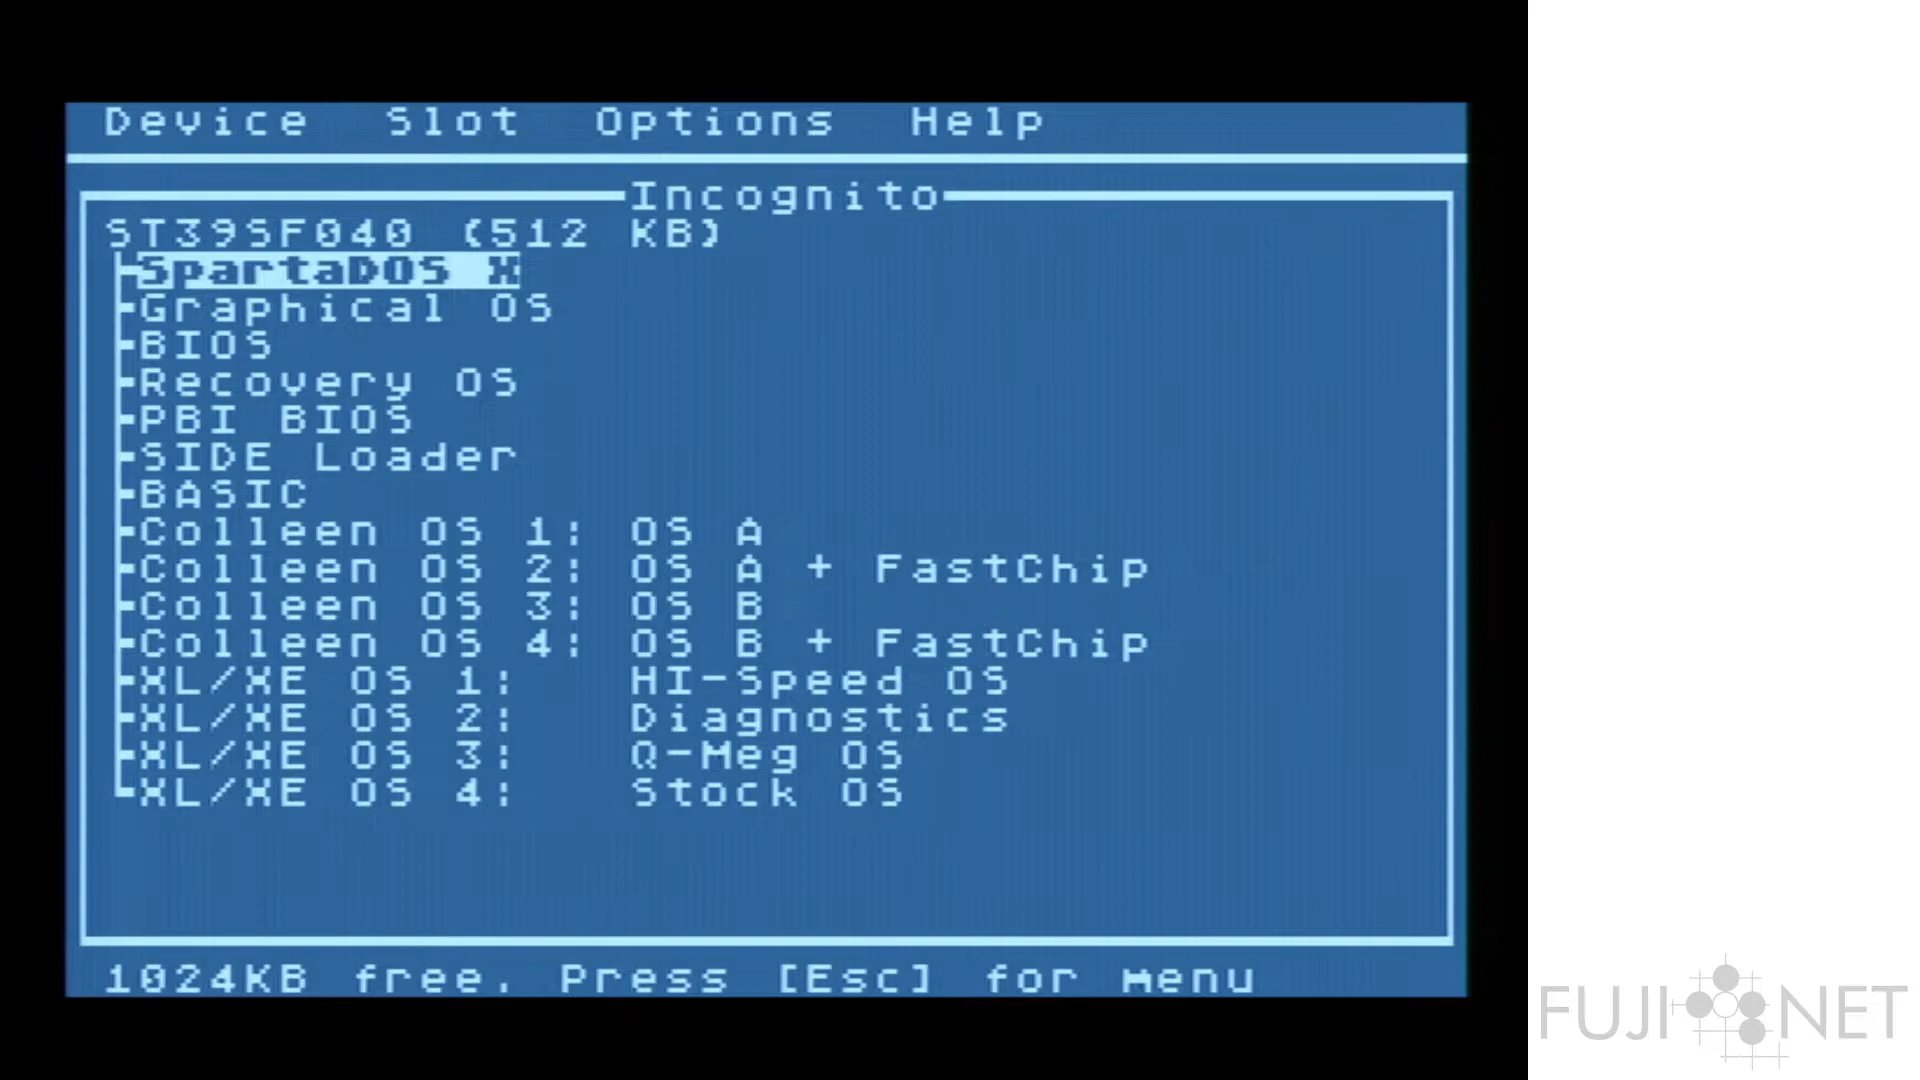 Device Slot Options Help
Incognito
ST39SF040 (512 KB)
SpartaDOS X
Graphical OS
BIOS
Recovery OS
PBI BIOS
SIDE Loader
BASIC
Colleen OS 1: OS A
Colleen OS 2: OS A + FastChip
Colleen OS 3: OS B
Colleen OS 4: OS B + FastChip
XL/XE OS 1: HI-Speed OS
XL/XE OS 2: Diagnostics
XL/XE OS 3: Q-Meg OS
XL/XE OS 4: Stock OS
1024KB free. Press [Esc] for menu
FUJINET